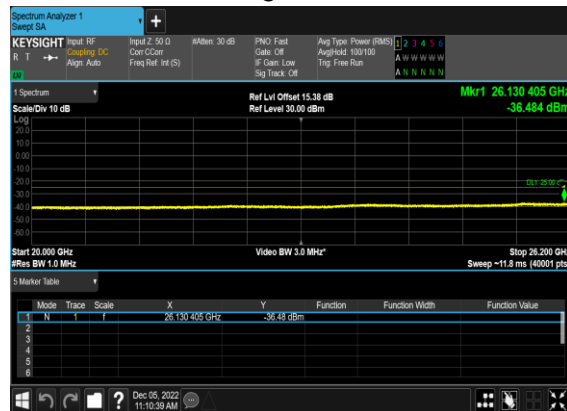 Spectrum Analyzer 1
Swept SA
+
KEYSIGHT
R T
LXI
Input: RF
Coupling: DC
Align: Auto
Input Z: 50 Ω
Corr CCorr
Freq Ref: Int (S)
#Atten: 30 dB
PNO: Fast
Gate: Off
IF Gain: Low
Sig Track: Off
Avg Type: Power (RMS)
Avg|Hold: 100/100
Trig: Free Run
1 2 3 4 5 6
A W W W W W
A N N N N N
1 Spectrum
Scale/Div 10 dB
Ref Lvl Offset 15.38 dB
Ref Level 30.00 dBm
Mkr1 26.130 405 GHz
-36.484 dBm
Log
20.0
10.0
0.00
-10.0
-20.0
-30.0
-40.0
-50.0
-60.0
Start 20.000 GHz
#Res BW 1.0 MHz
Video BW 3.0 MHz*
Stop 26.200 GHz
Sweep ~11.8 ms (40001 pts)
5 Marker Table
Mode Trace Scale X Y Function Function Width Function Value
1 N 1 f 26.130 405 GHz -36.48 dBm
2
3
4
5
6
?
Dec 05, 2022
11:10:39 AM